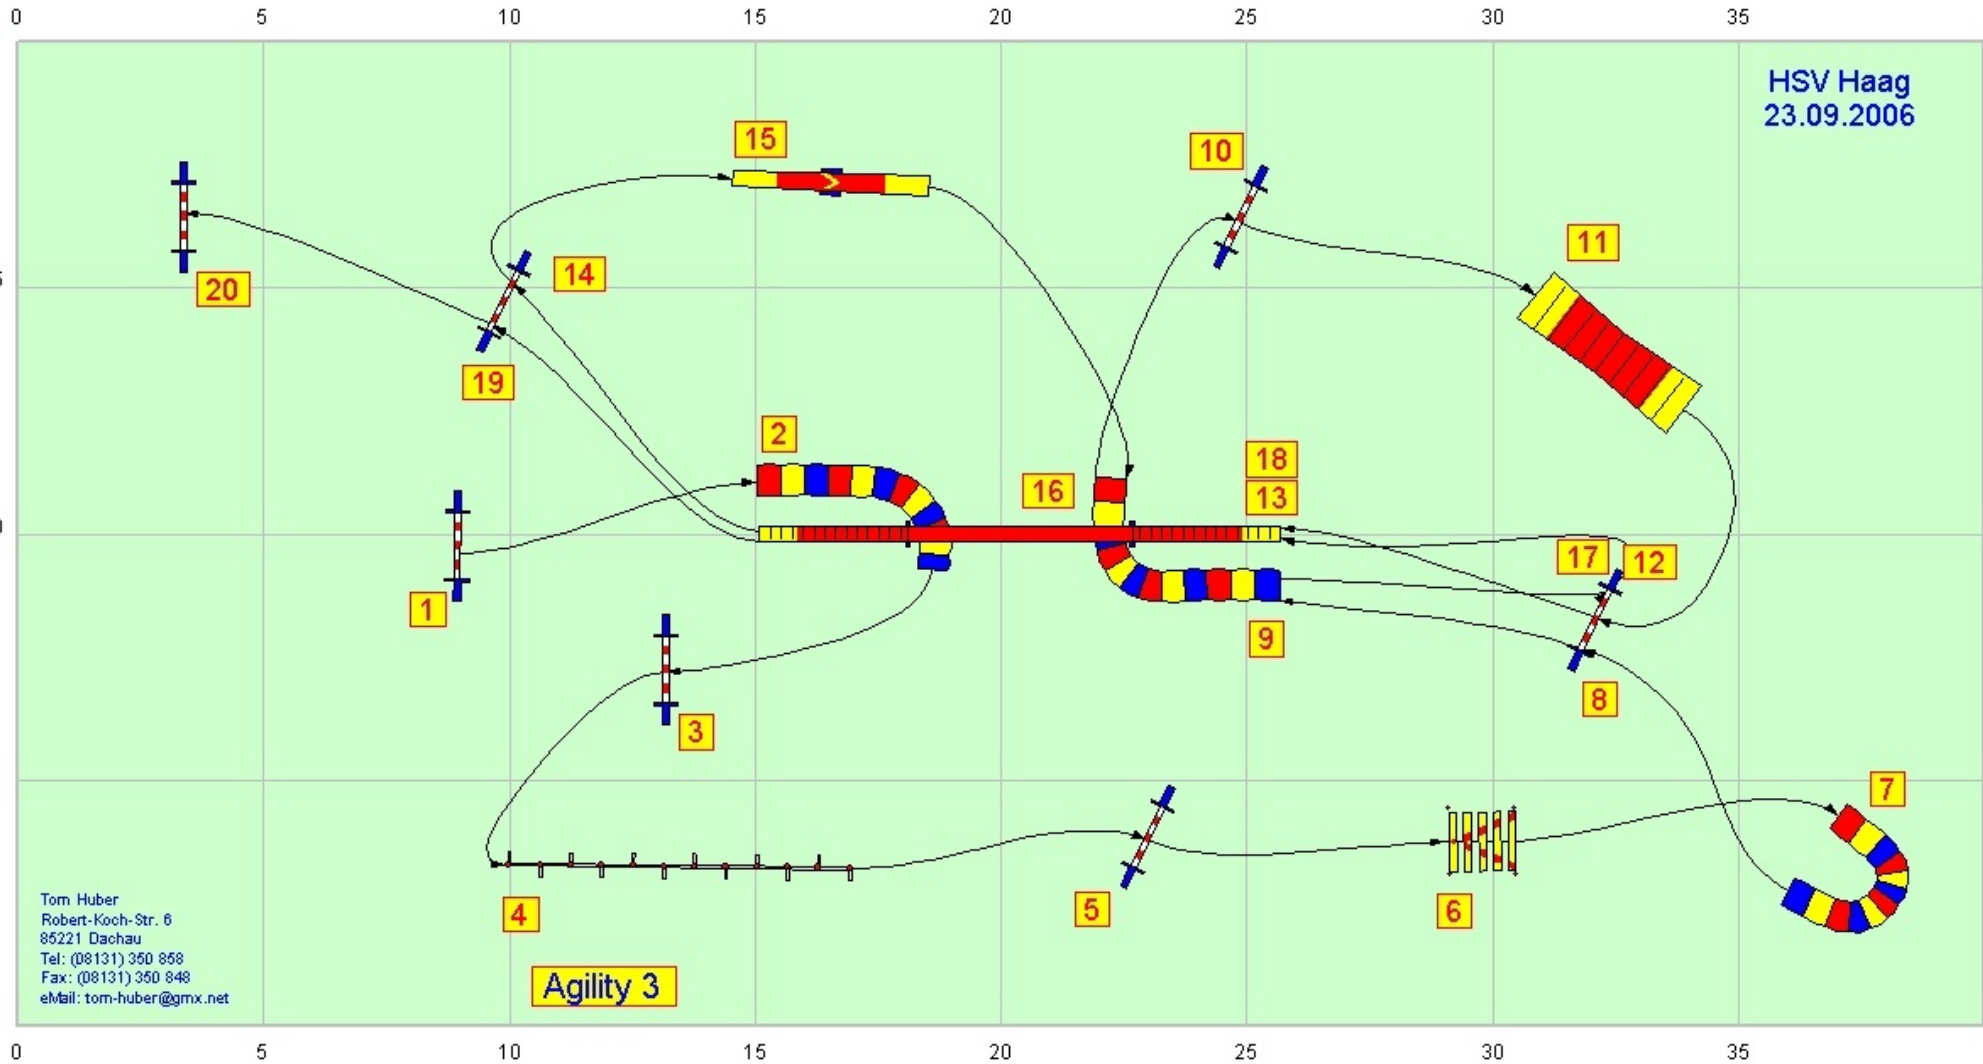 0 5 10 15 20 25 30 35
HSV Haag
23.09.2006
15
10
11
14
20
5
19
2
18
16
13
0
17 12
1
9
8
3
7
4
5
6
Tom Huber
Robert-Koch-Str. 6
85221 Dachau
Tel: (08131) 350 858
Fax: (08131) 350 848
eMail: tom-huber@gmx.net
Agility 3
0 5 10 15 20 25 30 35